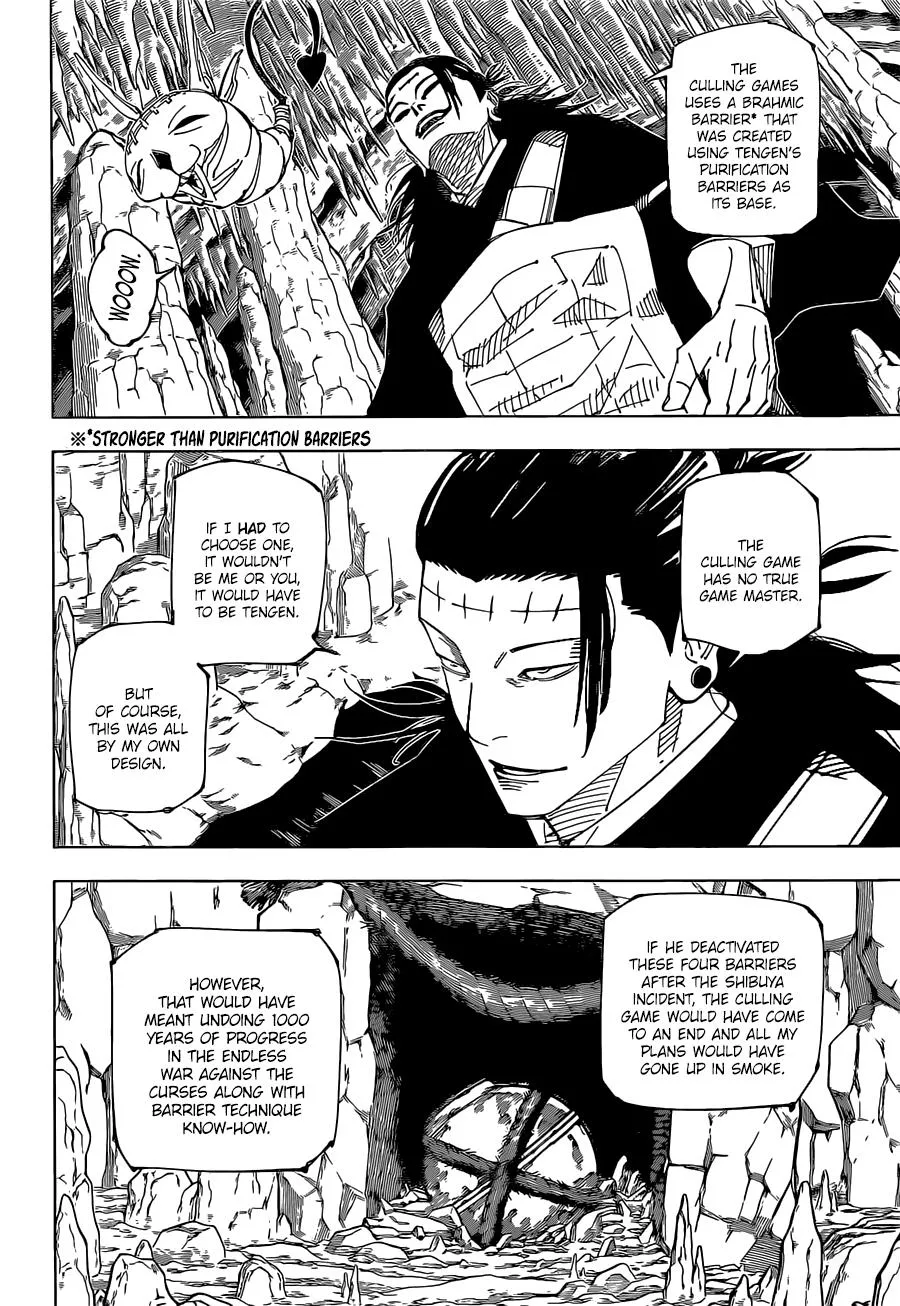 THE
CULLING GAMES
USES A BRAHMIC
BARRIER* THAT
WAS CREATED
USING TENGEN'S
PURIFICATION
BARRIERS AS
ITS BASE.
WOOOW.
※*STRONGER THAN PURIFICATION BARRIERS
THE
CULLING GAME
HAS NO TRUE
GAME MASTER.
IF I HAD TO
CHOOSE ONE,
IT WOULDN'T
BE ME OR YOU,
IT WOULD HAVE
TO BE TENGEN.
BUT
OF COURSE,
THIS WAS ALL
BY MY OWN
DESIGN.
IF HE DEACTIVATED
THESE FOUR BARRIERS
AFTER THE SHIBUYA
INCIDENT, THE CULLING
GAME WOULD HAVE COME
TO AN END AND ALL MY
PLANS WOULD HAVE
GONE UP IN SMOKE.
HOWEVER,
THAT WOULD HAVE
MEANT UNDOING 1000
YEARS OF PROGRESS
IN THE ENDLESS
WAR AGAINST THE
CURSES ALONG WITH
BARRIER TECHNIQUE
KNOW-HOW.